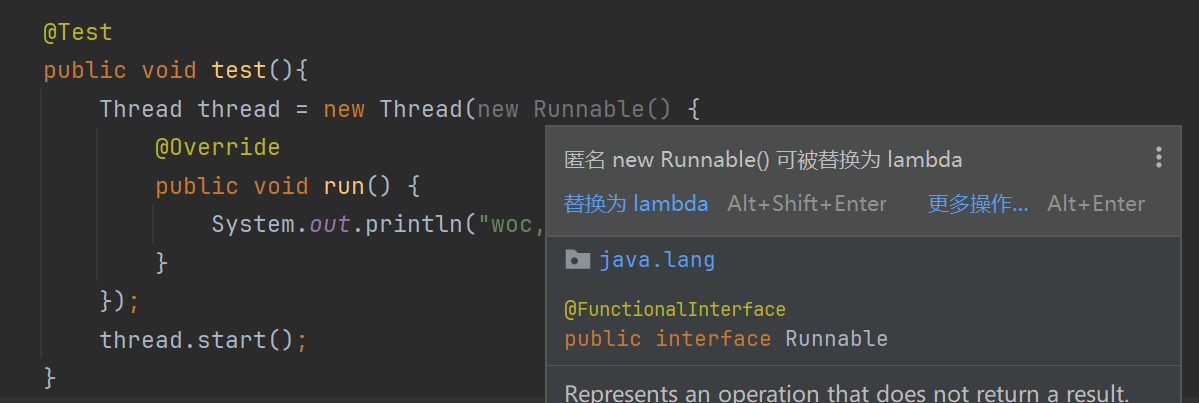 @Test
public void test(){
Thread thread = new Thread(new Runnable() {
@Override
public void run() {
System.out.println("woc,
}
});
thread.start();
}
匿名 new Runnable() 可被替换为 lambda
替换为 lambda Alt+Shift+Enter 更多操作... Alt+Enter
java.lang
@FunctionalInterface
public interface Runnable
Represents an operation that does not return a result.